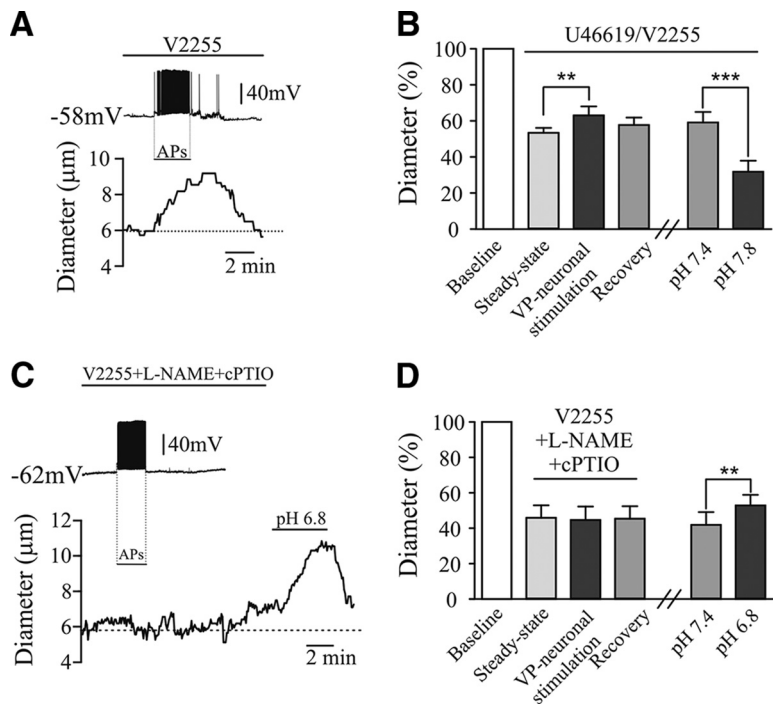 A
V2255
40mV
-58mV
APs
Diameter (μm)
10
8
6
4
2 min
B
U46619/V2255
Diameter (%)
100
80
60
40
20
0
**
***
Baseline
Steady-state
VP-neuronal
stimulation
Recovery
pH 7.4
pH 7.8
C
V2255+L-NAME+cPTIO
40mV
-62mV
APs
pH 6.8
Diameter (μm)
12
10
8
6
4
2 min
D
V2255
+L-NAME
+cPTIO
Diameter (%)
100
80
60
40
20
0
**
Baseline
Steady-state
VP-neuronal
stimulation
Recovery
pH 7.4
pH 6.8